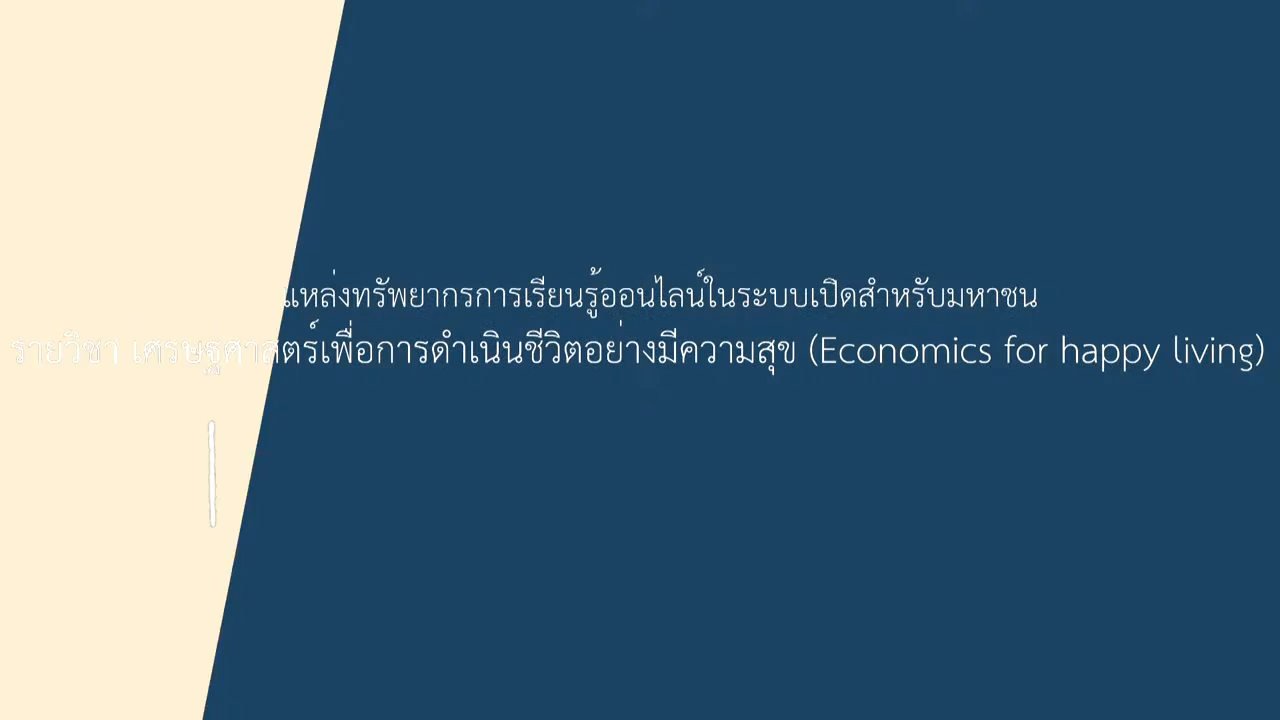 แหล่งทรัพยากรการเรียนรู้ออนไลน์ในระบบเปิดสำหรับมหาชน
รายวิชา เศรษฐศาสตร์เพื่อการดำเนินชีวิตอย่างมีความสุข (Economics for happy living)